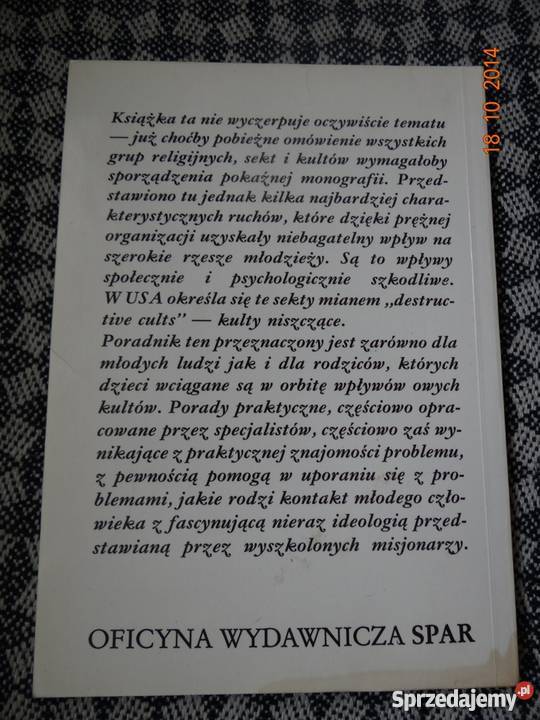 Książka ta nie wyczerpuje oczywiście tematu
— już choćby pobieżne omówienie wszystkich
grup religijnych, sekt i kultów wymagałoby
sporządzenia pokaźnej monografii. Przed-
stawiono tu jednak kilka najbardziej chara-
kterystycznych ruchów, które dzięki prężnej
organizacji uzyskały niebagatelny wpływ na
szerokie rzesze młodzieży. Są to wpływy
społecznie i psychologicznie szkodliwe.
W USA określa się te sekty mianem „destruc-
tive cults” — kulty niszczące.
Poradnik ten przeznaczony jest zarówno dla
młodych ludzi jak i dla rodziców, których
dzieci wciągane są w orbitę wpływów owych
kultów. Porady praktyczne, częściowo opra-
cowane przez specjalistów, częściowo zaś wy-
nikające z praktycznej znajomości problemu,
z pewnością pomogą w uporaniu się z pro-
blemami, jakie rodzi kontakt młodego czło-
wieka z fascynującą nieraz ideologią przed-
stawianą przez wyszkolonych misjonarzy.
OFICYNA WYDAWNICZA SPAR
18 10 2014
Sprzedajemy.pl